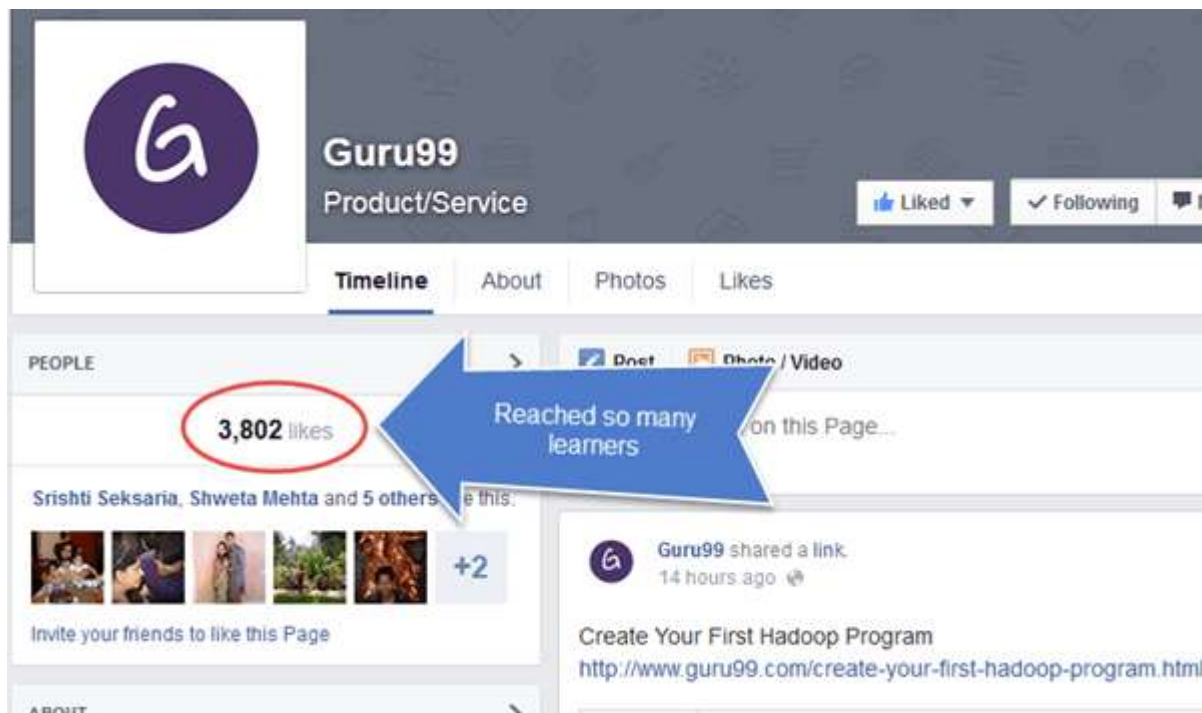 G
Guru99
Product/Service
Liked
Following
Timeline About Photos Likes
PEOPLE
3,802 likes
Reached so many
learners
Post Photo / Video
on this Page...
Srishti Seksaria, Shweta Mehta and 5 others this.
+2
Invite your friends to like this Page
G
Guru99 shared a link.
14 hours ago
Create Your First Hadoop Program
http://www.guru99.com/create-your-first-hadoop-program.html
ABOUT